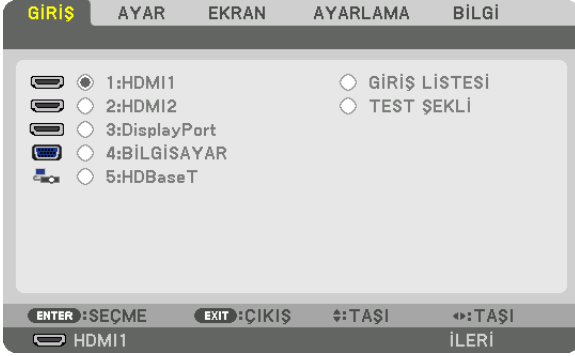 GİRİŞ AYAR EKRAN AYARLAMA BİLGİ
1:HDMI1 GİRİŞ LİSTESİ
2:HDMI2 TEST ŞEKLİ
3:DisplayPort
4:BİLGİSAYAR
5:HDBaseT
ENTER:SEÇME EXIT:ÇIKIŞ :TAŞI :TAŞI
HDMI1 İLERİ